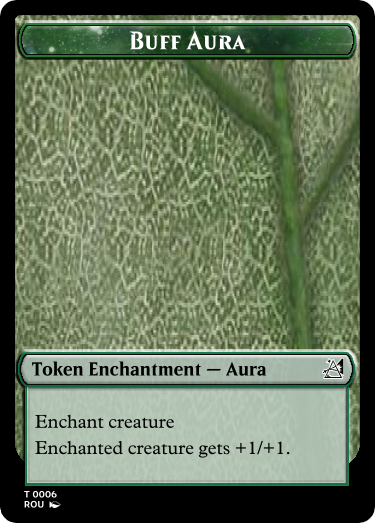 Buff Aura
Token Enchantment — Aura
Enchant creature
Enchanted creature gets +1/+1.
T 0006
ROU